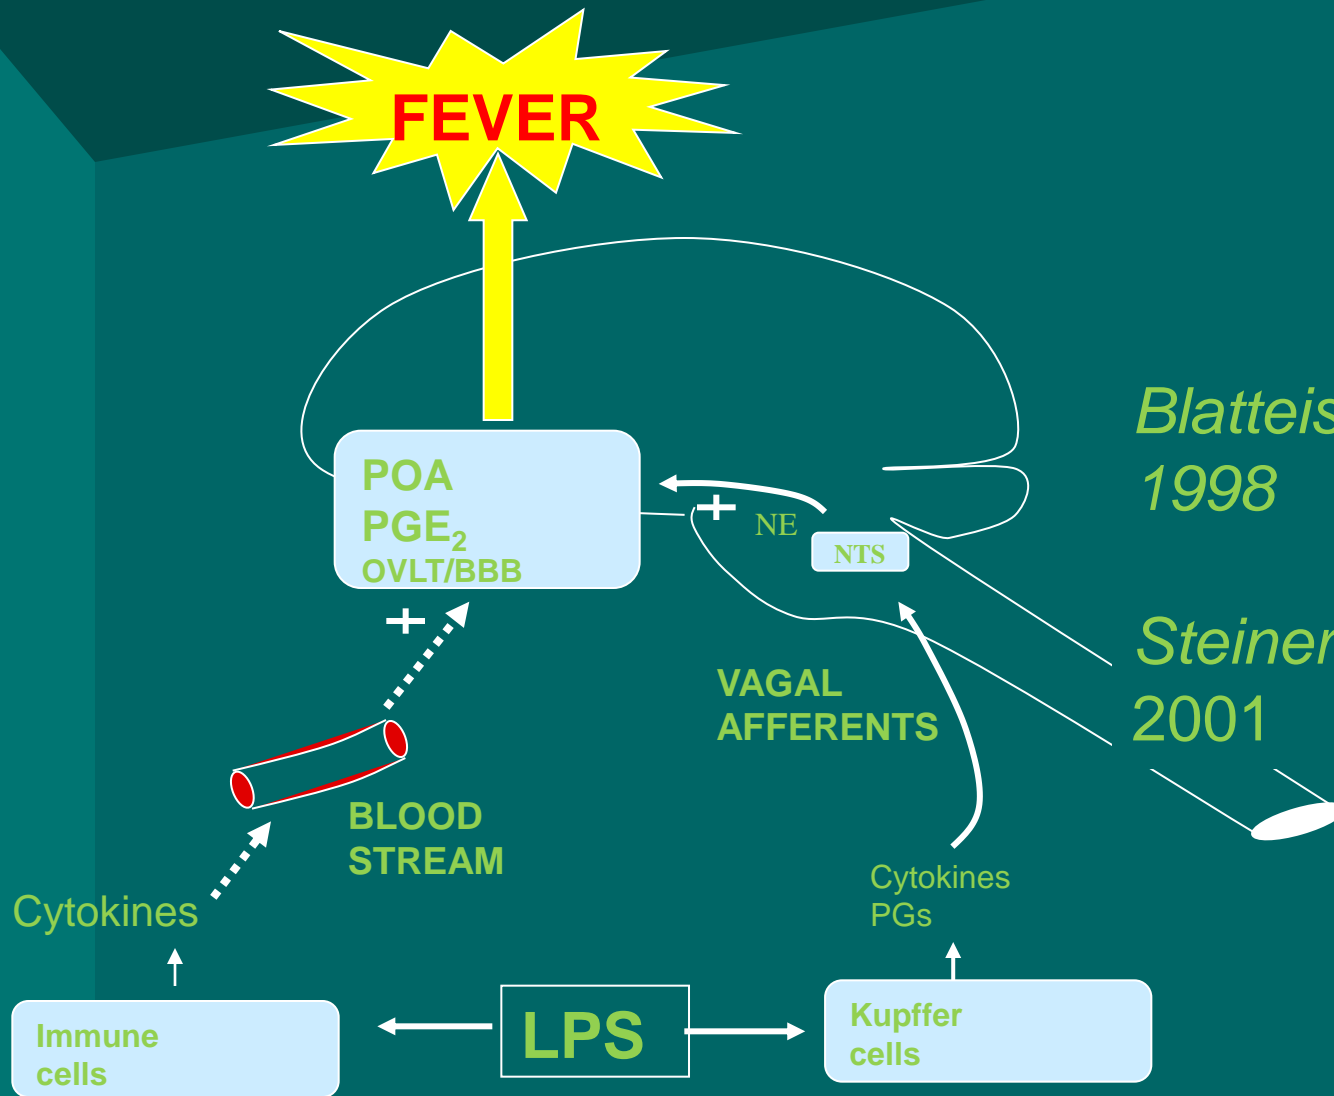 FEVER
POA
PGE₂
OVLT/BBB
+
NE
NTS
Blatteis
1998
+
VAGAL
AFFERENTS
Steiner
2001
BLOOD
STREAM
Cytokines
Cytokines
PGs
Immune
cells
LPS
Kupffer
cells